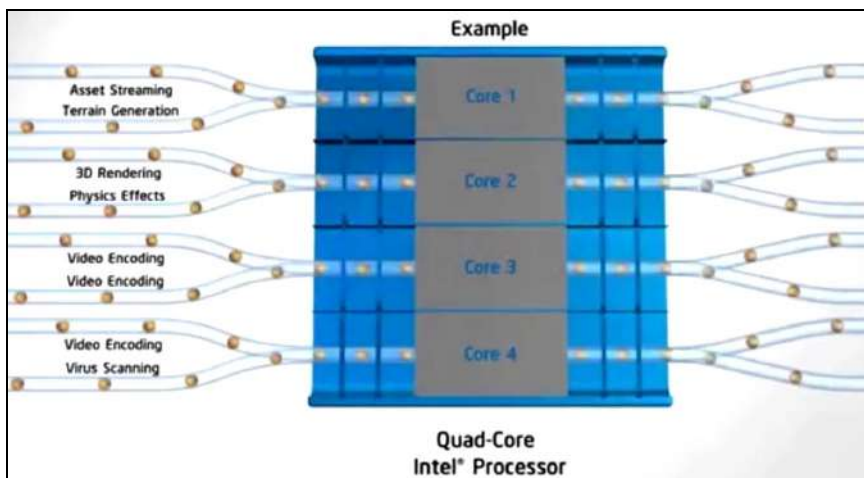 Example
Asset Streaming
Terrain Generation
Core 1
3D Rendering
Physics Effects
Core 2
Video Encoding
Video Encoding
Core 3
Video Encoding
Virus Scanning
Core 4
Quad-Core
Intel® Processor